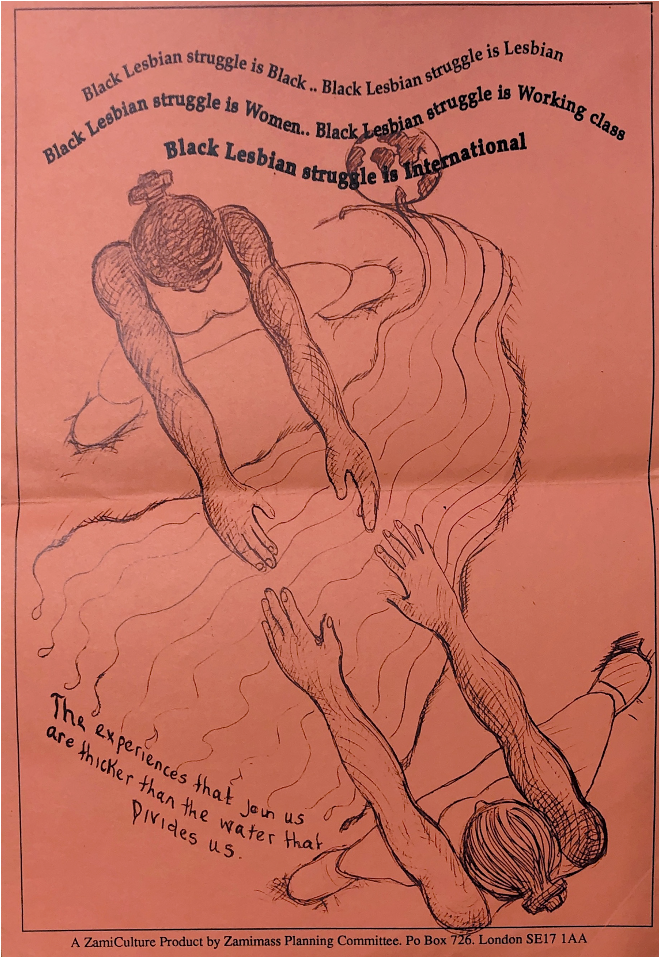 Black Lesbian struggle is Black .. Black Lesbian struggle is Lesbian
Black Lesbian struggle is Women.. Black Lesbian struggle is Working class
Black Lesbian struggle is International
The experiences that join us
are thicker than the water that
Divides us.
A ZamiCulture Product by Zamimass Planning Committee. Po Box 726. London SE17 1AA